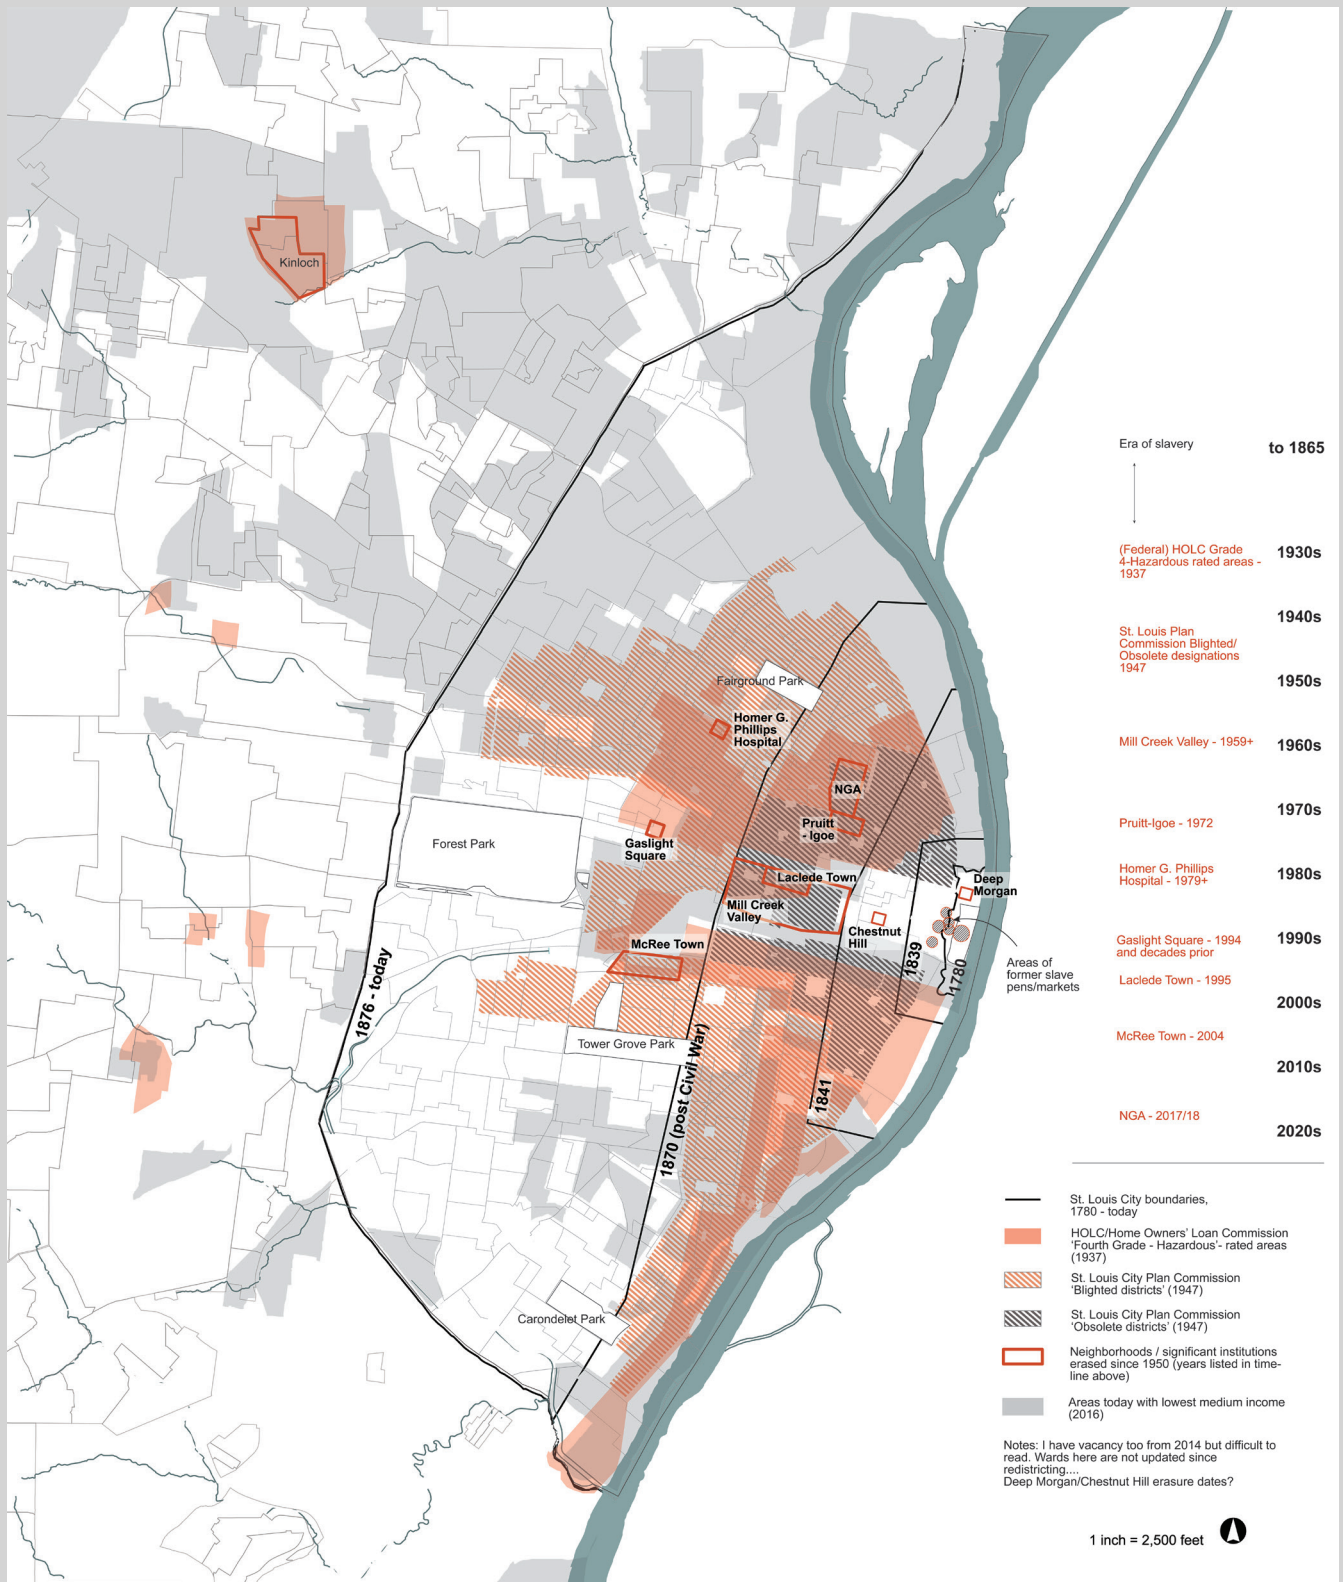 Kinloch
Fairground Park
Homer G.
Phillips
Hospital
NGA
Pruitt
- Igoe
Gaslight
Square
Forest Park
Laclede Town
Mill Creek
Valley
Deep
Morgan
Chestnut
Hill
McRee Town
Areas of
former slave
pens/markets
1839
1780
1876 - today
Tower Grove Park
1870 (post Civil War)
1841
Carondelet Park
Era of slavery
to 1865
(Federal) HOLC Grade
4-Hazardous rated areas -
1937
1930s
1940s
St. Louis Plan
Commission Blighted/
Obsolete designations
1947
1950s
Mill Creek Valley - 1959+
1960s
1970s
Pruitt-Igoe - 1972
Homer G. Phillips
Hospital - 1979+
1980s
Gaslight Square - 1994
and decades prior
1990s
Laclede Town - 1995
2000s
McRee Town - 2004
2010s
NGA - 2017/18
2020s
St. Louis City boundaries,
1780 - today
HOLC/Home Owners' Loan Commission
'Fourth Grade - Hazardous'- rated areas
(1937)
St. Louis City Plan Commission
'Blighted districts' (1947)
St. Louis City Plan Commission
'Obsolete districts' (1947)
Neighborhoods / significant institutions
erased since 1950 (years listed in time-
line above)
Areas today with lowest medium income
(2016)
Notes: I have vacancy too from 2014 but difficult to
read. Wards here are not updated since
redistricting....
Deep Morgan/Chestnut Hill erasure dates?
1 inch = 2,500 feet